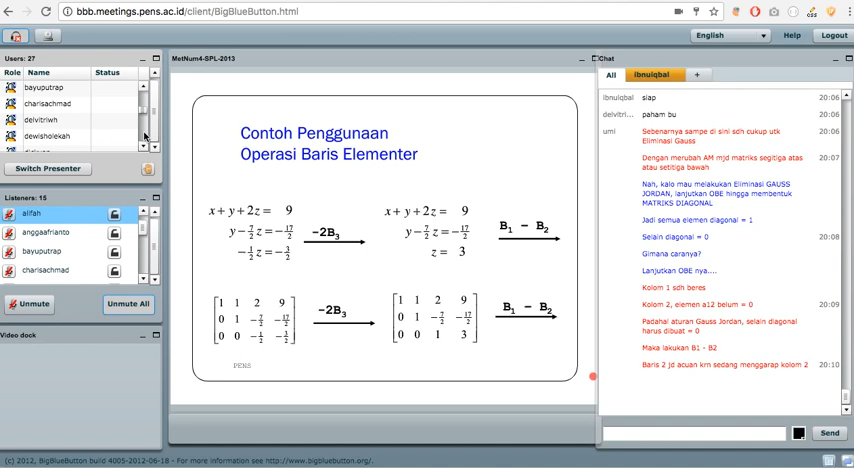 bbb.meetings.pens.ac.id/client/BigBlueButton.html
English
Help
Logout
Users: 27
Role Name Status
bayuputrap
charisachmad
delvitriwh
dewisholekah
Switch Presenter
Listeners: 15
alifah
anggaafrianto
bayuputrap
charisachmad
Unmute
Unmute All
Video dock
MetNum4-SPL-2013
Contoh Penggunaan
Operasi Baris Elementer
x + y + 2z = 9
y − 7/2 z = −17/2
−1/2 z = −3/2
−2B3
x + y + 2z = 9
y − 7/2 z = −17/2
z = 3
B1 − B2
1 1 2 9
0 1 −7/2 −17/2
0 0 −1/2 −3/2
−2B3
1 1 2 9
0 1 −7/2 −17/2
0 0 1 3
B1 − B2
PENS
Chat
All
ibnuiqbal
+
ibnuiqbal siap 20:06
delvitri... paham bu 20:06
umi Sebenarnya sampe di sini sdh cukup utk 20:06
Eliminasi Gauss
Dengan merubah AM mjd matriks segitiga atas 20:07
atau setitiga bawah
Nah, kalo mau melakukan Eliminasi GAUSS
JORDAN, lanjutkan OBE hingga membentuk
MATRIKS DIAGONAL
Jadi semua elemen diagonal = 1
Selain diagonal = 0 20:08
Gimana caranya?
Lanjutkan OBE nya....
Kolom 1 sdh beres
Kolom 2, elemen a12 belum = 0 20:09
Padahal aturan Gauss Jordan, selain diagonal
harus dibuat = 0
Maka lakukan B1 - B2
Baris 2 jd acuan krn sedang menggarap kolom 2 20:10
Send
(c) 2012, BigBlueButton build 4005-2012-06-18 - For more information see http://www.bigbluebutton.org/.